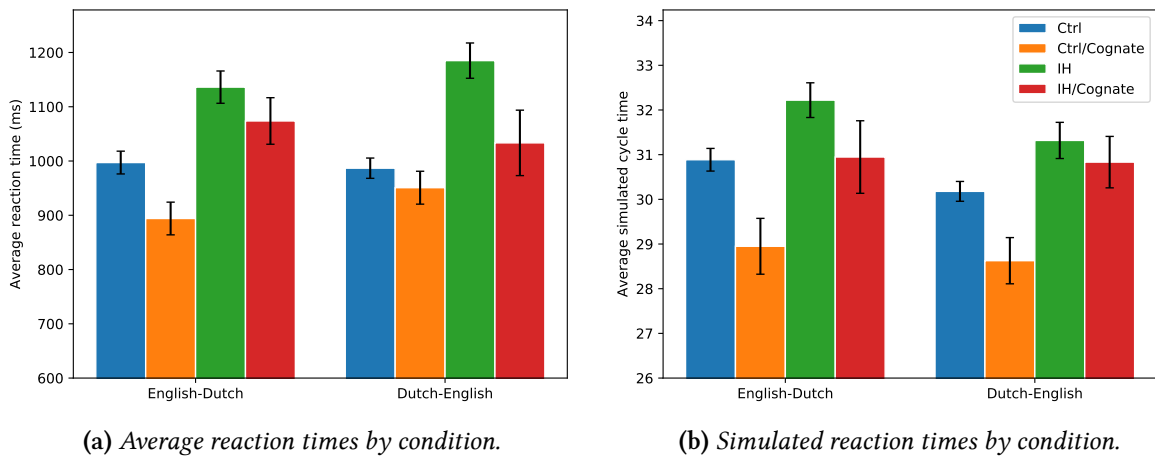 Average reaction time (ms)
1200
1100
1000
900
800
700
600
English-Dutch
Dutch-English
(a) Average reaction times by condition.
Average simulated cycle time
34
33
32
31
30
29
28
27
26
Ctrl
Ctrl/Cognate
IH
IH/Cognate
English-Dutch
Dutch-English
(b) Simulated reaction times by condition.